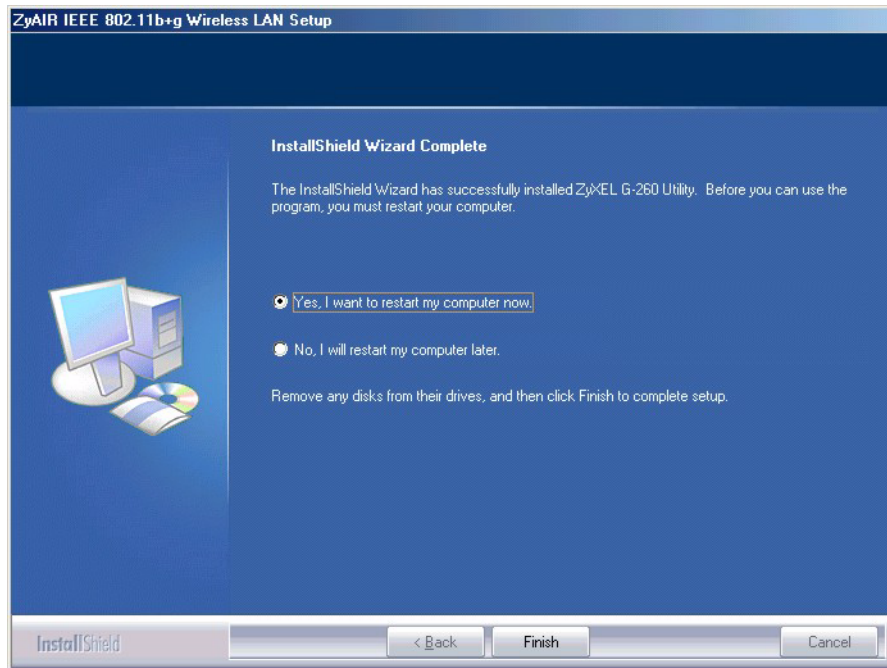 ZyAIR IEEE 802.11b+g Wireless LAN Setup
InstallShield Wizard Complete
The InstallShield Wizard has successfully installed ZyXEL G-260 Utility. Before you can use the
program, you must restart your computer.
Yes, I want to restart my computer now.
No, I will restart my computer later.
Remove any disks from their drives, and then click Finish to complete setup.
InstallShield
< Back
Finish
Cancel